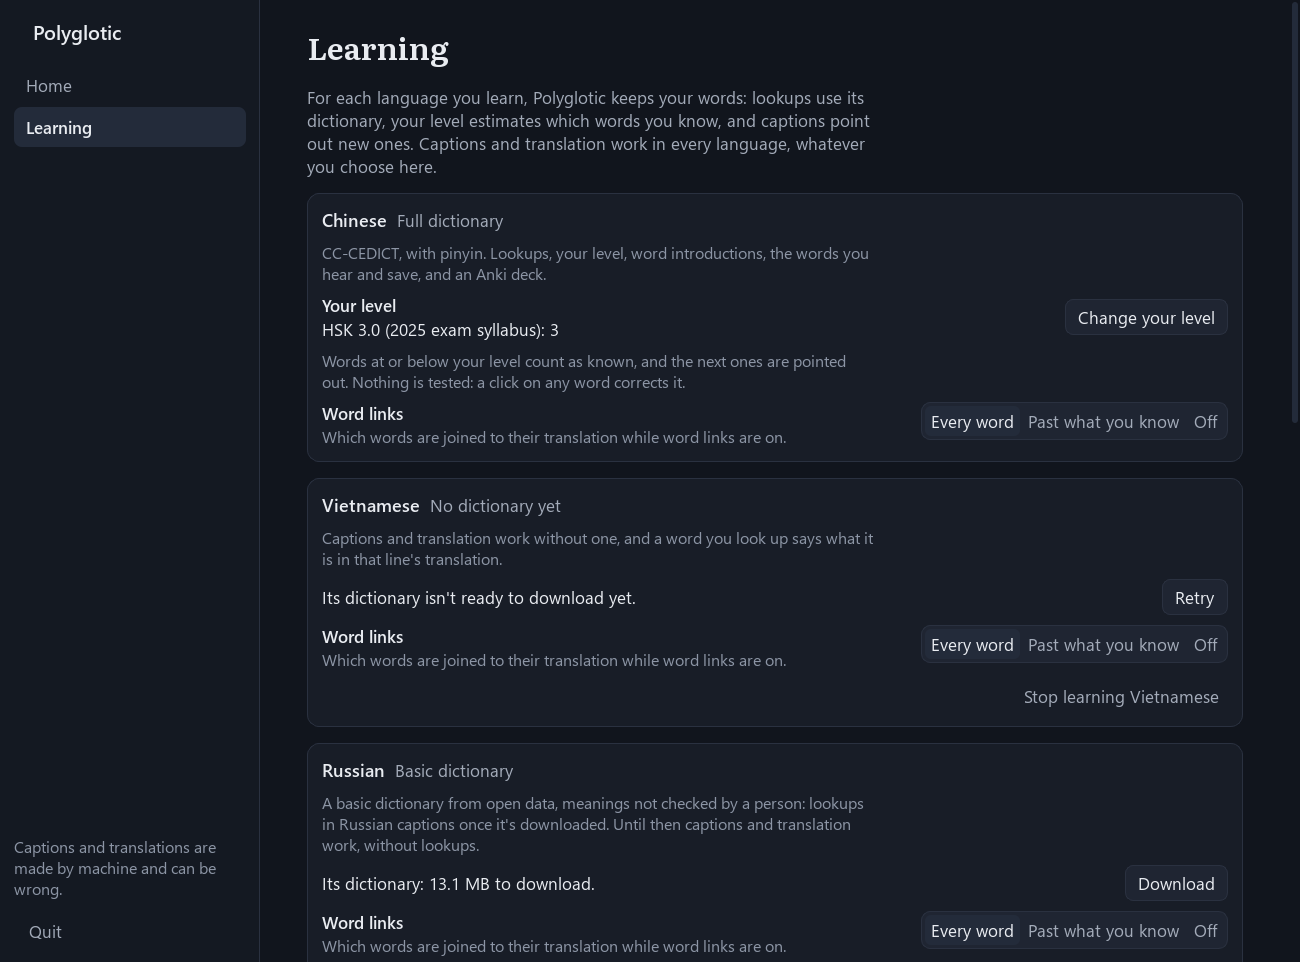 Polyglotic
Home
Learning
Captions and translations are
made by machine and can be
wrong.
Quit
Learning
For each language you learn, Polyglotic keeps your words: lookups use its
dictionary, your level estimates which words you know, and captions point
out new ones. Captions and translation work in every language, whatever
you choose here.
Chinese Full dictionary
CC-CEDICT, with pinyin. Lookups, your level, word introductions, the words you
hear and save, and an Anki deck.
Your level
HSK 3.0 (2025 exam syllabus): 3
Change your level
Words at or below your level count as known, and the next ones are pointed
out. Nothing is tested: a click on any word corrects it.
Word links
Which words are joined to their translation while word links are on.
Every word Past what you know Off
Vietnamese No dictionary yet
Captions and translation work without one, and a word you look up says what it
is in that line's translation.
Its dictionary isn't ready to download yet.
Retry
Word links
Which words are joined to their translation while word links are on.
Every word Past what you know Off
Stop learning Vietnamese
Russian Basic dictionary
A basic dictionary from open data, meanings not checked by a person: lookups
in Russian captions once it's downloaded. Until then captions and translation
work, without lookups.
Its dictionary: 13.1 MB to download.
Download
Word links
Which words are joined to their translation while word links are on.
Every word Past what you know Off